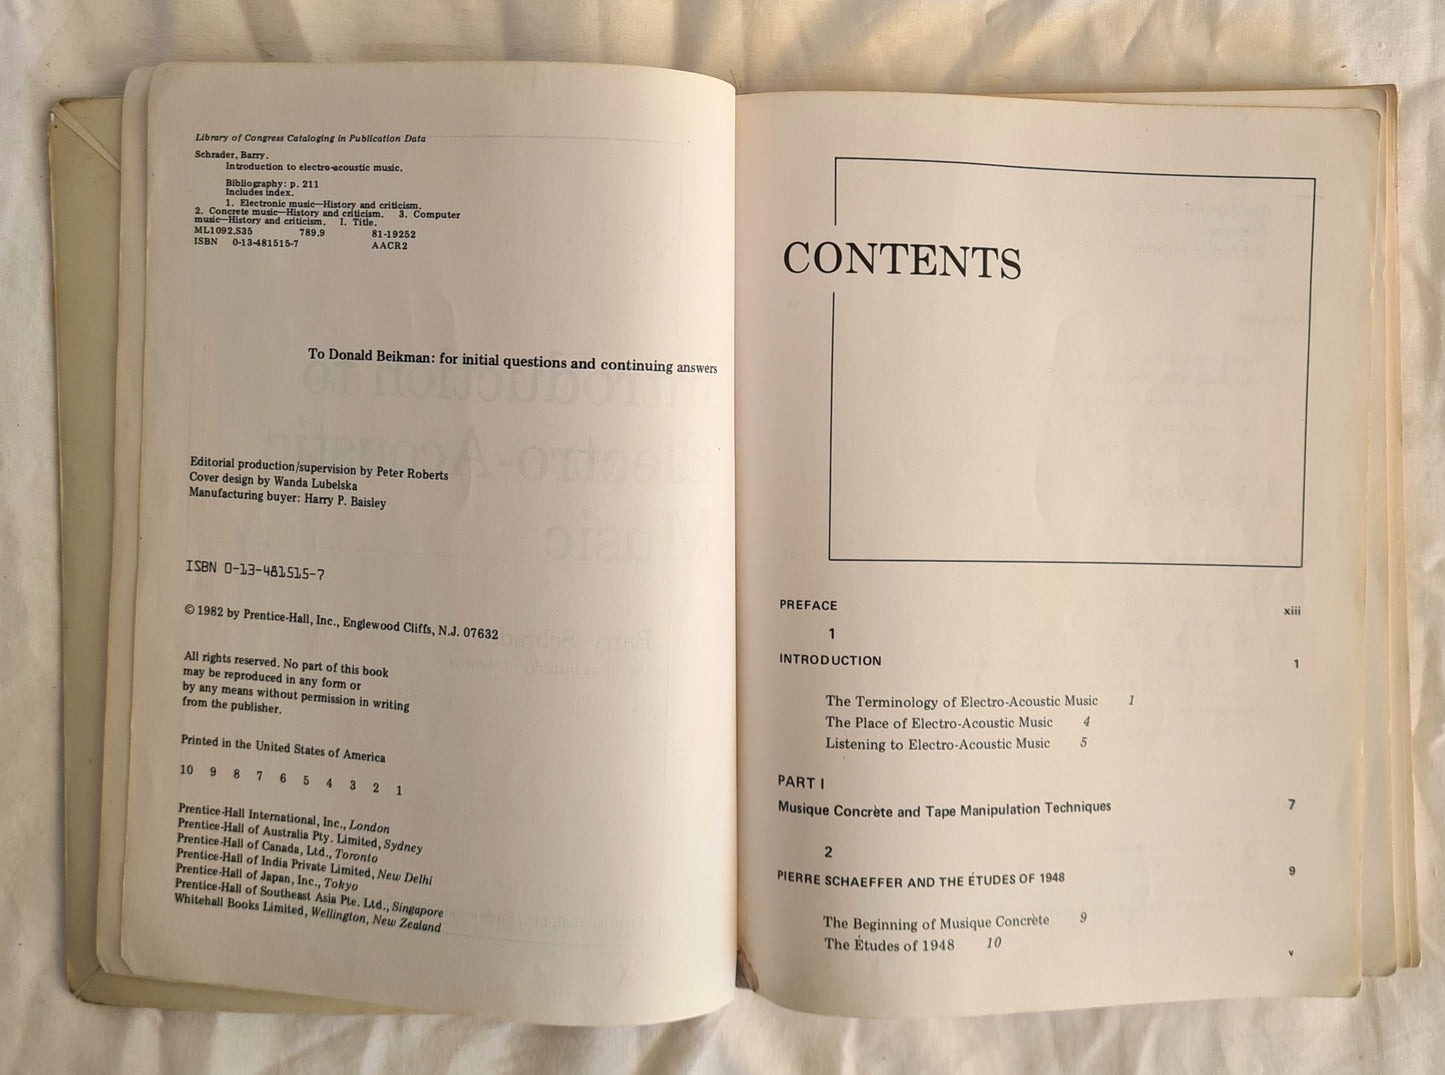 Library of Congress Cataloging in Publication Data
Schrader, Barry.
Introduction to electro-acoustic music.
Bibliography: p. 211
Includes index.
1. Electronic music—History and criticism.
2. Concrete music—History and criticism. 3. Computer
music—History and criticism. I. Title.
ML1092.S35 789.9 81-19252
ISBN 0-13-481515-7 AACR2
To Donald Beikman: for initial questions and continuing answers
Editorial production/supervision by Peter Roberts
Cover design by Wanda Lubelska
Manufacturing buyer: Harry P. Baisley
ISBN 0-13-481515-7
© 1982 by Prentice-Hall, Inc., Englewood Cliffs, N.J. 07632
All rights reserved. No part of this book
may be reproduced in any form or
by any means without permission in writing
from the publisher.
Printed in the United States of America
10 9 8 7 6 5 4 3 2 1
Prentice-Hall International, Inc., London
Prentice-Hall of Australia Pty. Limited, Sydney
Prentice-Hall of Canada, Ltd., Toronto
Prentice-Hall of India Private Limited, New Delhi
Prentice-Hall of Japan, Inc., Tokyo
Prentice-Hall of Southeast Asia Pte. Ltd., Singapore
Whitehall Books Limited, Wellington, New Zealand
CONTENTS
PREFACE xiii
1
INTRODUCTION 1
The Terminology of Electro-Acoustic Music 1
The Place of Electro-Acoustic Music 4
Listening to Electro-Acoustic Music 5
PART I
Musique Concrète and Tape Manipulation Techniques 7
2
PIERRE SCHAEFFER AND THE ÉTUDES OF 1948 9
The Beginning of Musique Concrète 9
The Études of 1948 10
v